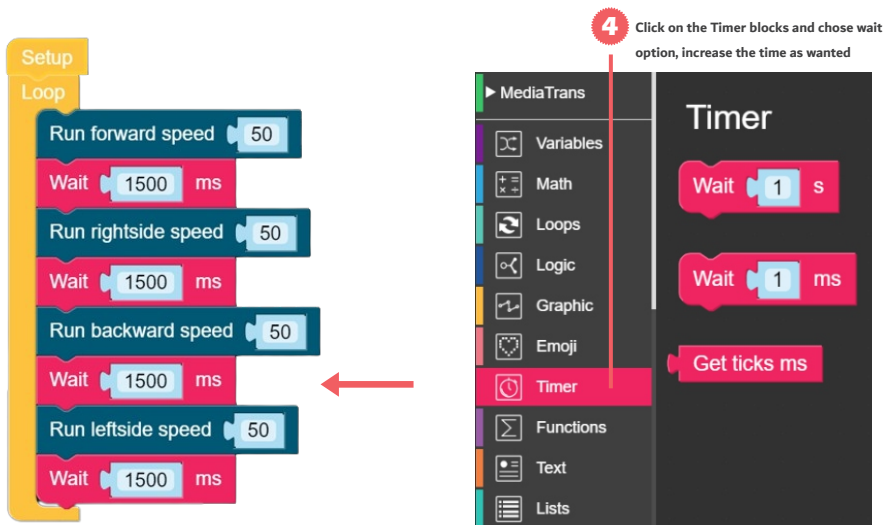 Setup
Loop
Run forward speed 50
Wait 1500 ms
Run rightside speed 50
Wait 1500 ms
Run backward speed 50
Wait 1500 ms
Run leftside speed 50
Wait 1500 ms
4 Click on the Timer blocks and chose wait
option, increase the time as wanted
MediaTrans
Variables
Math
Loops
Logic
Graphic
Emoji
Timer
Functions
Text
Lists
Timer
Wait 1 s
Wait 1 ms
Get ticks ms